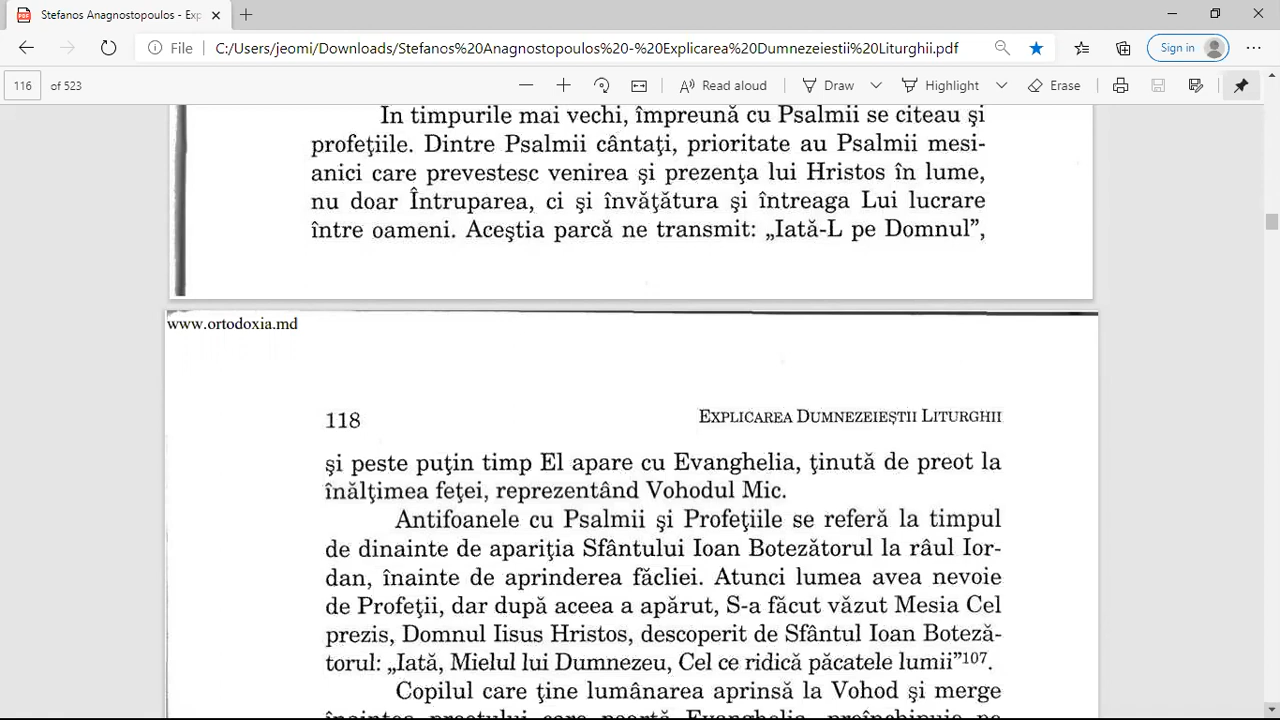 Stefanos Anagnostopoulos - Exp
File
C:/Users/jeomi/Downloads/Stefanos%20Anagnostopoulos%20-%20Explicarea%20Dumnezeiestii%20Liturghii.pdf
Sign in
116 of 523
Read aloud
Draw
Highlight
Erase
In timpurile mai vechi, împreună cu Psalmii se citeau şi
profeţiile. Dintre Psalmii cântaţi, prioritate au Psalmii mesi-
anici care prevestesc venirea şi prezenţa lui Hristos în lume,
nu doar Întruparea, ci şi învăţătura şi întreaga Lui lucrare
între oameni. Aceştia parcă ne transmit: „Iată-L pe Domnul”,
www.ortodoxia.md
118
EXPLICAREA DUMNEZEIEŞTII LITURGHII
şi peste puţin timp El apare cu Evanghelia, ţinută de preot la
înălţimea feţei, reprezentând Vohodul Mic.
Antifoanele cu Psalmii şi Profeţiile se referă la timpul
de dinainte de apariţia Sfântului Ioan Botezătorul la râul Ior-
dan, înainte de aprinderea făcliei. Atunci lumea avea nevoie
de Profeţii, dar după aceea a apărut, S-a făcut văzut Mesia Cel
prezis, Domnul Iisus Hristos, descoperit de Sfântul Ioan Boteză-
torul: „Iată, Mielul lui Dumnezeu, Cel ce ridică păcatele lumii”107.
Copilul care ţine lumânarea aprinsă la Vohod şi merge
înaintea preotului care poartă Evanghelia, preînchipuie pe